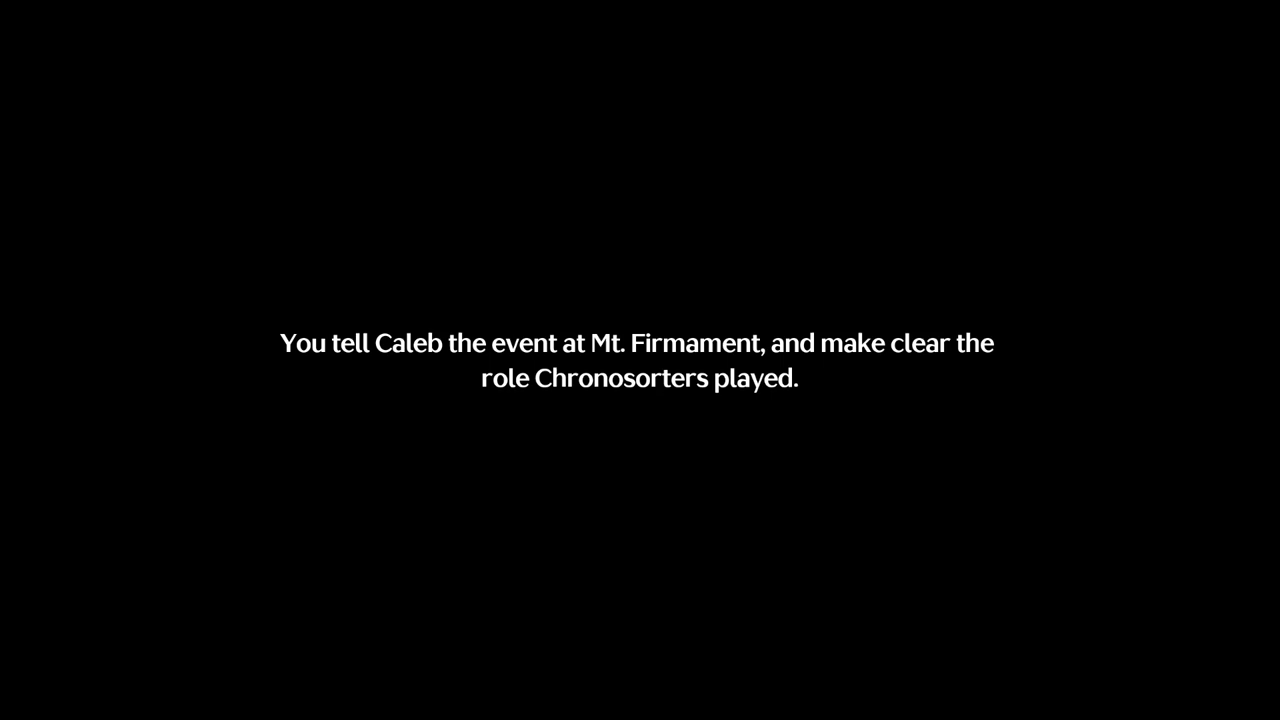 You tell Caleb the event at Mt. Firmament, and make clear the
role Chronosorters played.